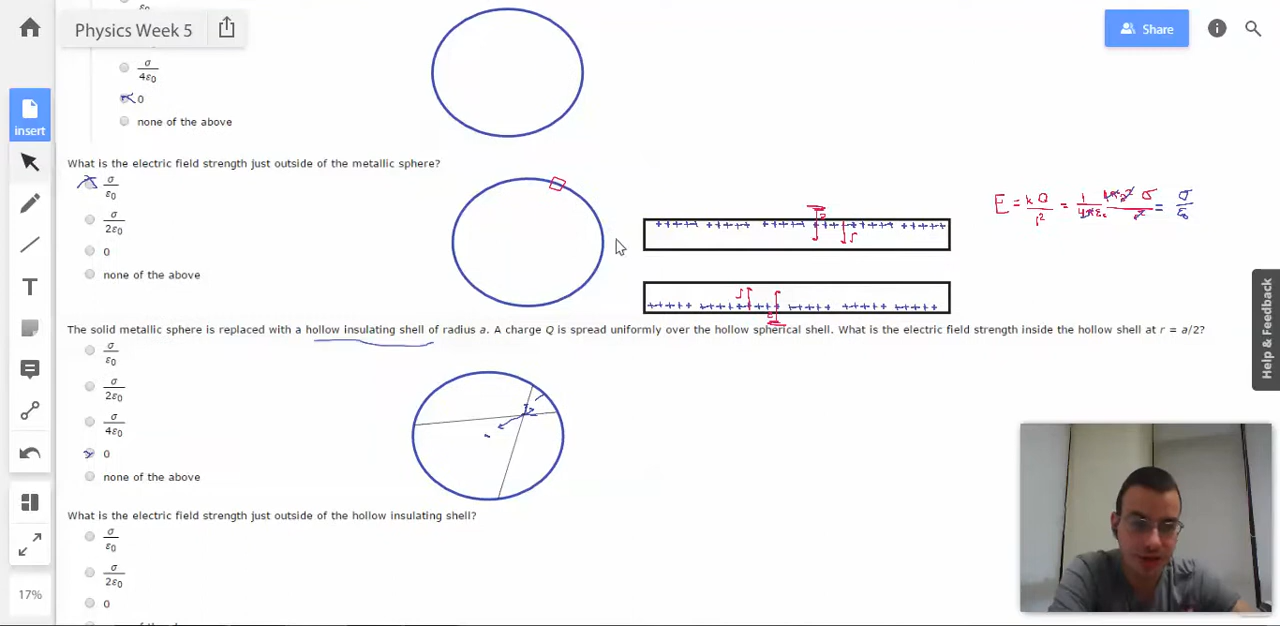 ε₀
Physics Week 5
Share
σ
4ε₀
0
none of the above
insert
What is the electric field strength just outside of the metallic sphere?
σ
ε₀
σ
2ε₀
0
none of the above
E = kQ/r² = 1/4πε₀ 4πr² σ/r² = σ/ε₀
T
The solid metallic sphere is replaced with a hollow insulating shell of radius a. A charge Q is spread uniformly over the hollow spherical shell. What is the electric field strength inside the hollow shell at r = a/2?
σ
ε₀
σ
2ε₀
σ
4ε₀
0
none of the above
What is the electric field strength just outside of the hollow insulating shell?
σ
ε₀
σ
2ε₀
0
17%
Help & Feedback